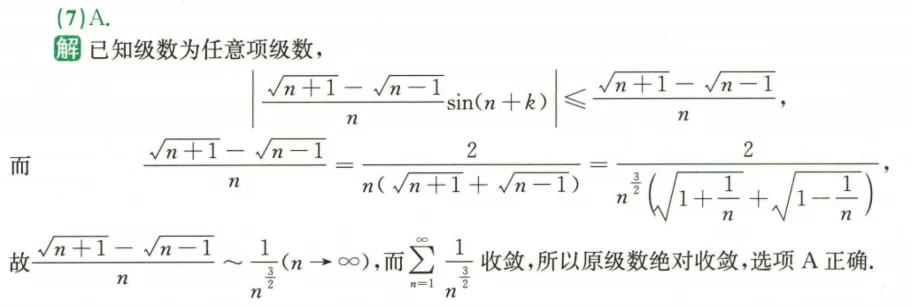 (7)A.
解 已知级数为任意项级数,
$$\left|\frac{\sqrt{n+1}-\sqrt{n-1}}{n}\sin(n+k)\right|\leqslant\frac{\sqrt{n+1}-\sqrt{n-1}}{n},$$
而 $$\frac{\sqrt{n+1}-\sqrt{n-1}}{n}=\frac{2}{n(\sqrt{n+1}+\sqrt{n-1})}=\frac{2}{n^{\frac{3}{2}}\left(\sqrt{1+\frac{1}{n}}+\sqrt{1-\frac{1}{n}}\right)},$$
故$\frac{\sqrt{n+1}-\sqrt{n-1}}{n}\sim\frac{1}{n^{\frac{3}{2}}}(n\to\infty)$,而$\sum_{n=1}^{\infty}\frac{1}{n^{\frac{3}{2}}}$收敛,所以原级数绝对收敛,选项 A 正确.